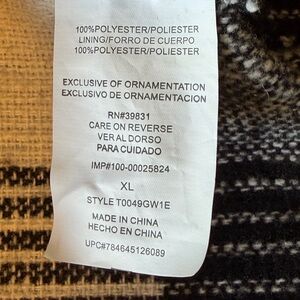 100%POLYESTER/POLIESTER
LINING/FORRO DE CUERPO
100%POLYESTER/POLIESTER
EXCLUSIVE OF ORNAMENTATION
EXCLUSIVO DE ORNAMENTACION
RN#39831
CARE ON REVERSE
VER AL DORSO
PARA CUIDADO
IMP#100-00025824
XL
STYLE T0049GW1E
MADE IN CHINA
HECHO EN CHINA
UPC#784645126089